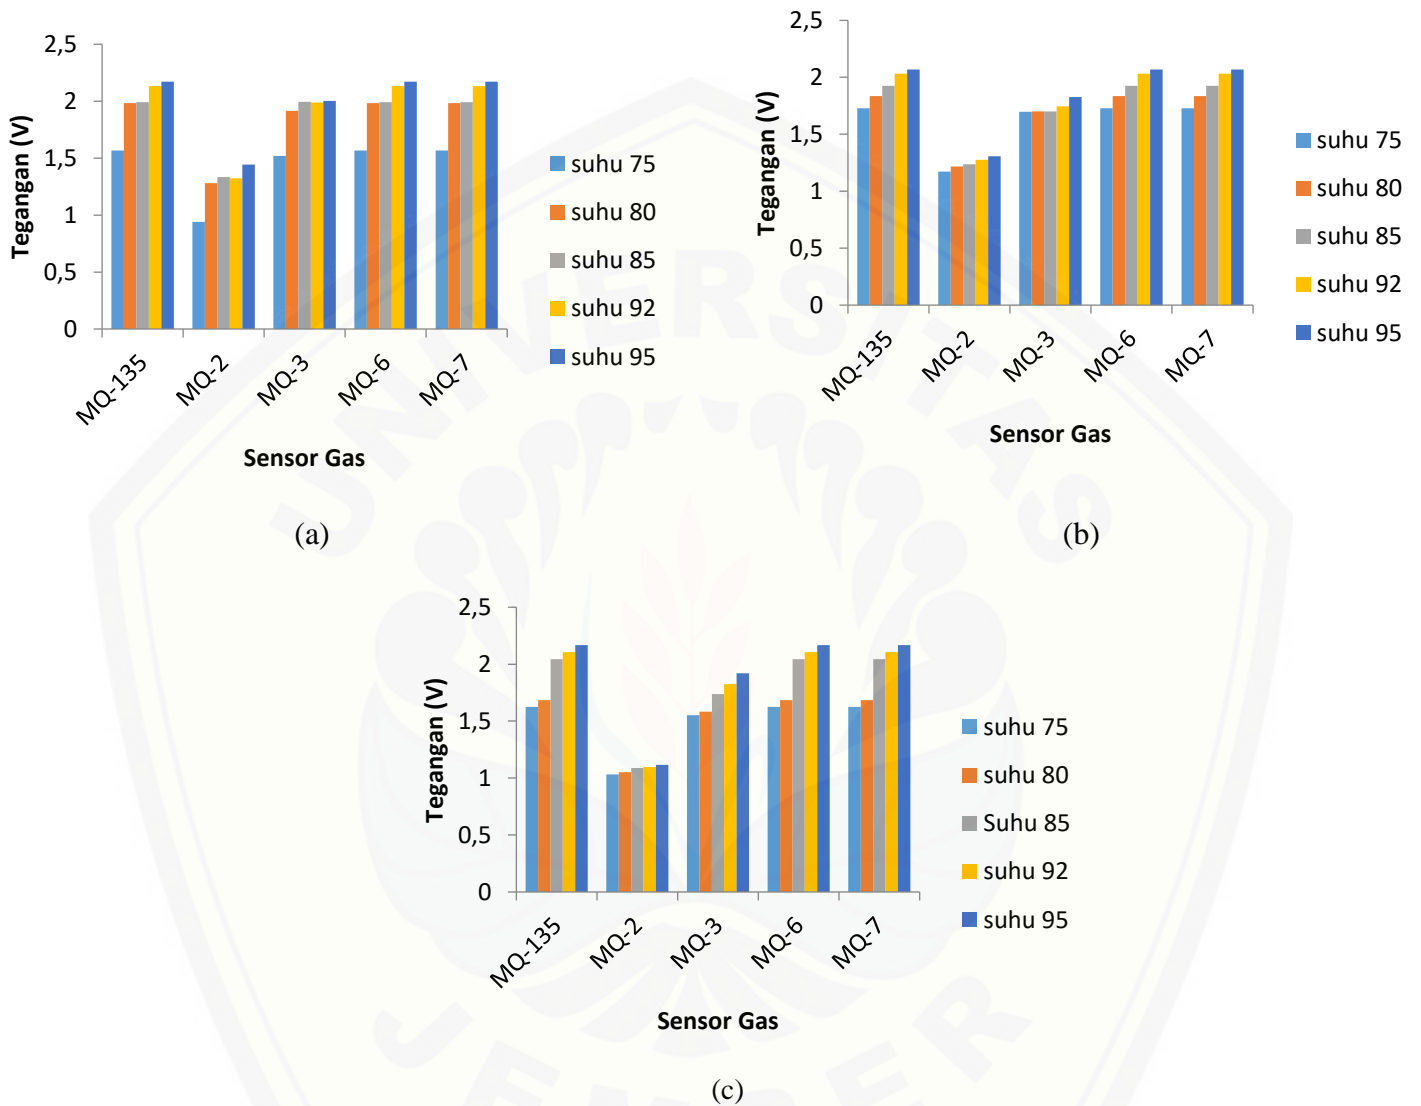 2,5
2
1,5
1
0,5
0
Tegangan (V)
MQ-135
MQ-2
MQ-3
MQ-6
MQ-7
Sensor Gas
suhu 75
suhu 80
suhu 85
suhu 92
suhu 95
(a)
2,5
2
1,5
1
0,5
0
Tegangan (V)
MQ-135
MQ-2
MQ-3
MQ-6
MQ-7
Sensor Gas
suhu 75
suhu 80
suhu 85
suhu 92
suhu 95
(b)
2,5
2
1,5
1
0,5
0
Tegangan (V)
MQ-135
MQ-2
MQ-3
MQ-6
MQ-7
Sensor Gas
suhu 75
suhu 80
Suhu 85
suhu 92
suhu 95
(c)
UNIVERSITAS
JEMBER